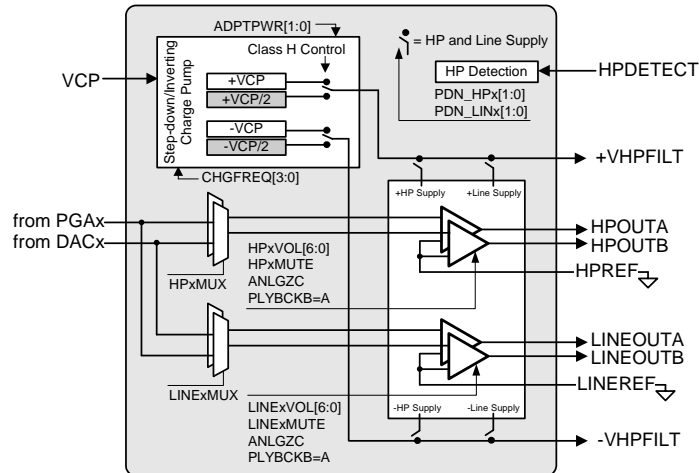 ADPTPWR[1:0]
Class H Control
= HP and Line Supply
VCP
Step-down/Inverting
Charge Pump
+VCP
+VCP/2
-VCP
-VCP/2
HP Detection
HPDETECT
PDN_HPx[1:0]
PDN_LINx[1:0]
+VHPFILT
CHGFREQ[3:0]
+HP Supply
+Line Supply
from PGAx
from DACx
HPOUTA
HPOUTB
HPxVOL[6:0]
HPxMUTE
ANLGZC
PLYBCKB=A
HPREF
HPxMUX
LINEOUTA
LINEOUTB
LINEREF
LINExMUX
LINExVOL[6:0]
LINExMUTE
ANLGZC
PLYBCKB=A
-HP Supply
-Line Supply
-VHPFILT